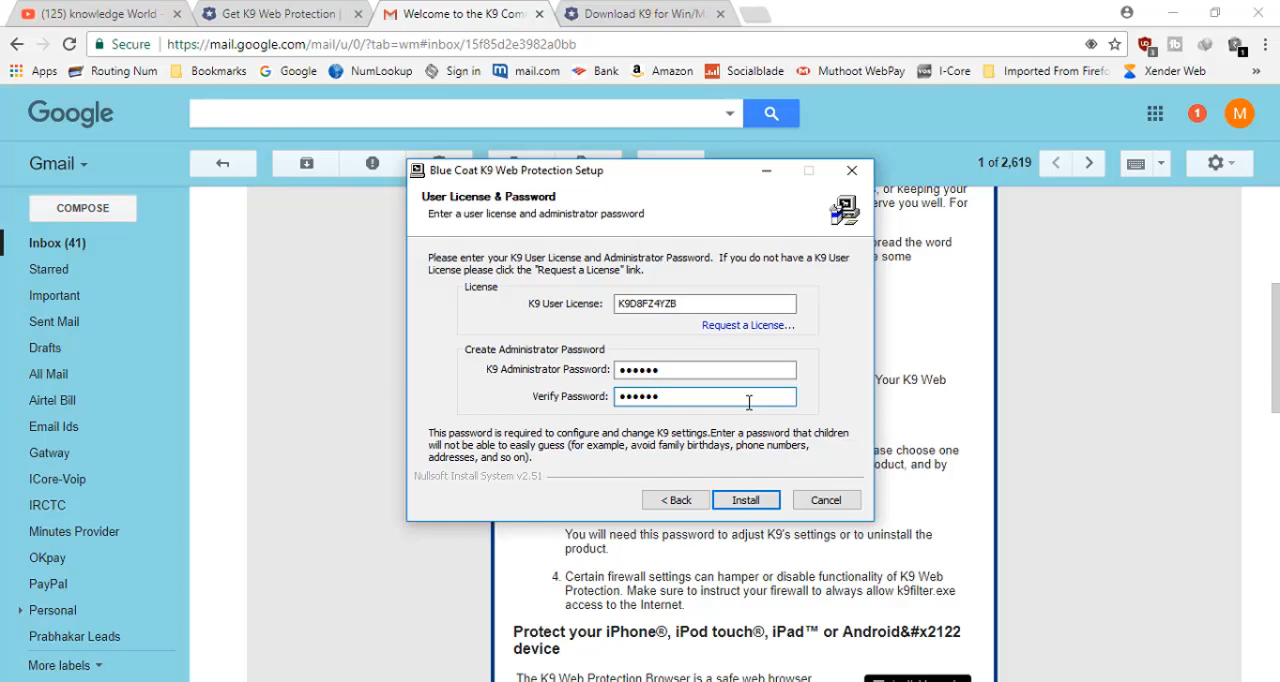 (125) knowledge World -
Get K9 Web Protection |
Welcome to the K9 Com
Download K9 for Win/M
Secure | https://mail.google.com/mail/u/0/?tab=wm#inbox/15f85d2e3982a0bb
Apps Routing Num Bookmarks Google NumLookup Sign in mail.com Bank Amazon Socialblade Muthoot WebPay I-Core Imported From Firefo Xender Web »
Google
1 M
Gmail
1 of 2,619
COMPOSE
Inbox (41)
Starred
Important
Sent Mail
Drafts
All Mail
Airtel Bill
Email Ids
Gatway
ICore-Voip
IRCTC
Minutes Provider
OKpay
PayPal
Personal
Prabhakar Leads
More labels
Blue Coat K9 Web Protection Setup
User License & Password
Enter a user license and administrator password
Please enter your K9 User License and Administrator Password. If you do not have a K9 User
License please click the "Request a License" link.
License
K9 User License: K9D8FZ4YZB
Request a License...
Create Administrator Password
K9 Administrator Password: ••••••
Verify Password: ••••••
This password is required to configure and change K9 settings.Enter a password that children
will not be able to easily guess (for example, avoid family birthdays, phone numbers,
addresses, and so on).
Nullsoft Install System v2.51
< Back Install Cancel
, or keeping your
erve you well. For
pread the word
some
Your K9 Web
ase choose one
oduct, and by
You will need this password to adjust K9's settings or to uninstall the
product.
4. Certain firewall settings can hamper or disable functionality of K9 Web
Protection. Make sure to instruct your firewall to always allow k9filter.exe
access to the Internet.
Protect your iPhone®, iPod touch®, iPad™ or Android&#x2122
device
The K9 Web Protection Browser is a safe web browser